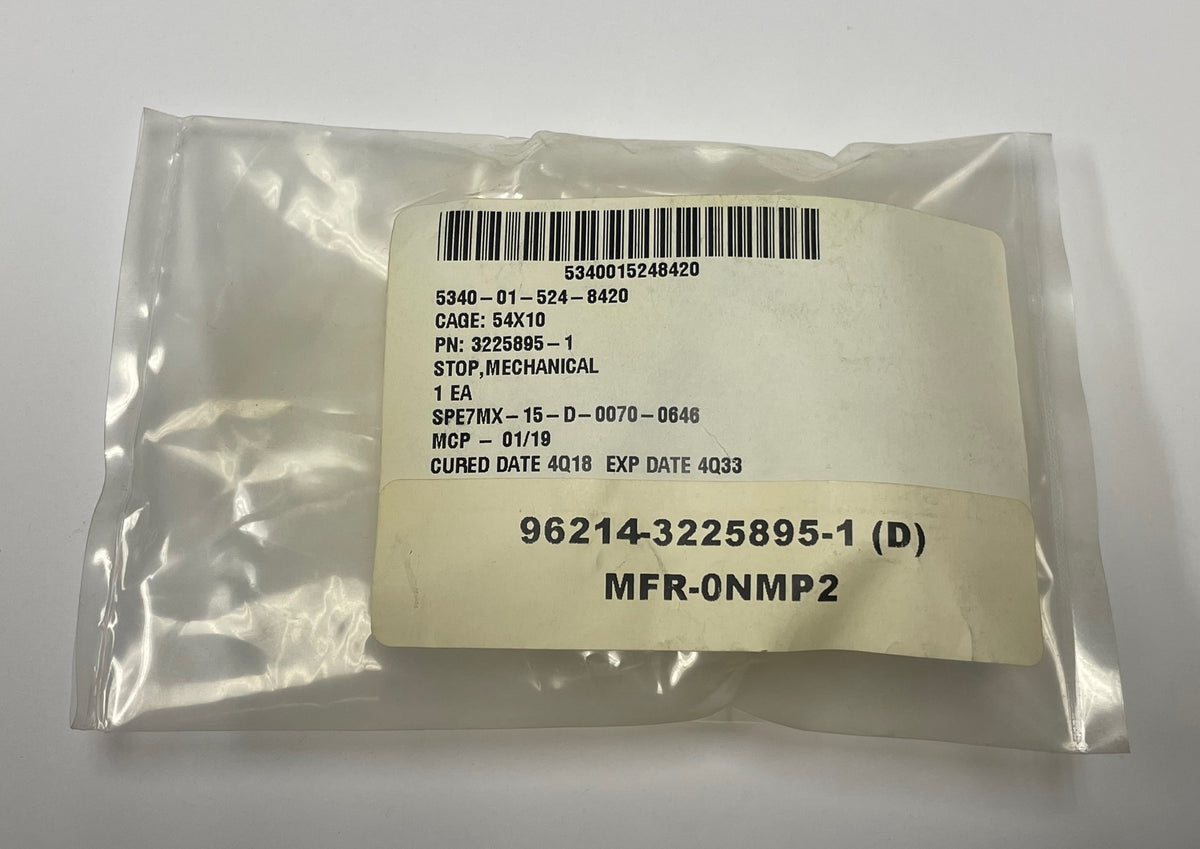 5340015248420
5340-01-524-8420
CAGE: 54X10
PN: 3225895-1
STOP,MECHANICAL
1 EA
SPE7MX-15-D-0070-0646
MCP - 01/19
CURED DATE 4Q18 EXP DATE 4Q33
96214-3225895-1 (D)
MFR-0NMP2